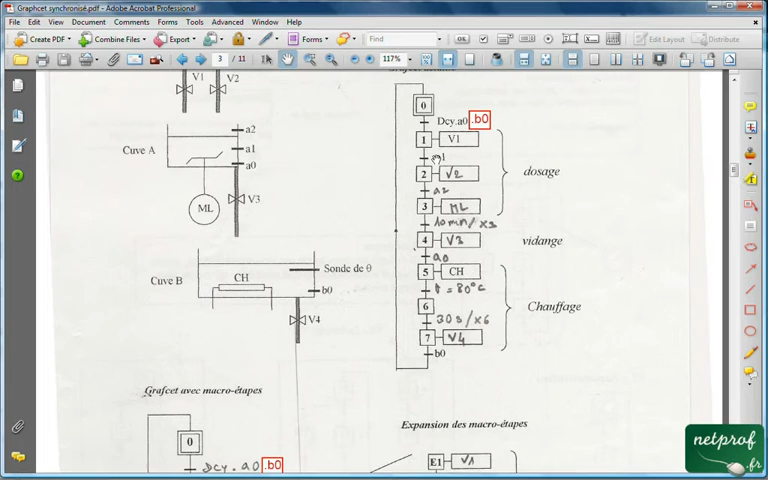 Graphcet synchronisé.pdf - Adobe Acrobat Professional
File Edit View Document Comments Forms Tools Advanced Window Help
Create PDF Combine Files Export Forms Find Edit Layout Distribute
3 / 11 117%
V1 V2
0
Dcy.a0 .b0
a2
1 V1
Cuve A a1
a0
2 V2
dosage
a2
ML
3 ML
V3
10 min / X3
4 V3
vidange
a0
Sonde de θ
5 CH
Cuve B CH
b0
t = 80°C
6
Chauffage
V4
30s / X6
7 V4
b0
Grafcet avec macro-étapes
Expansion des macro-étapes
0
E1 V1
Dcy . a0 .b0
netprof
.fr